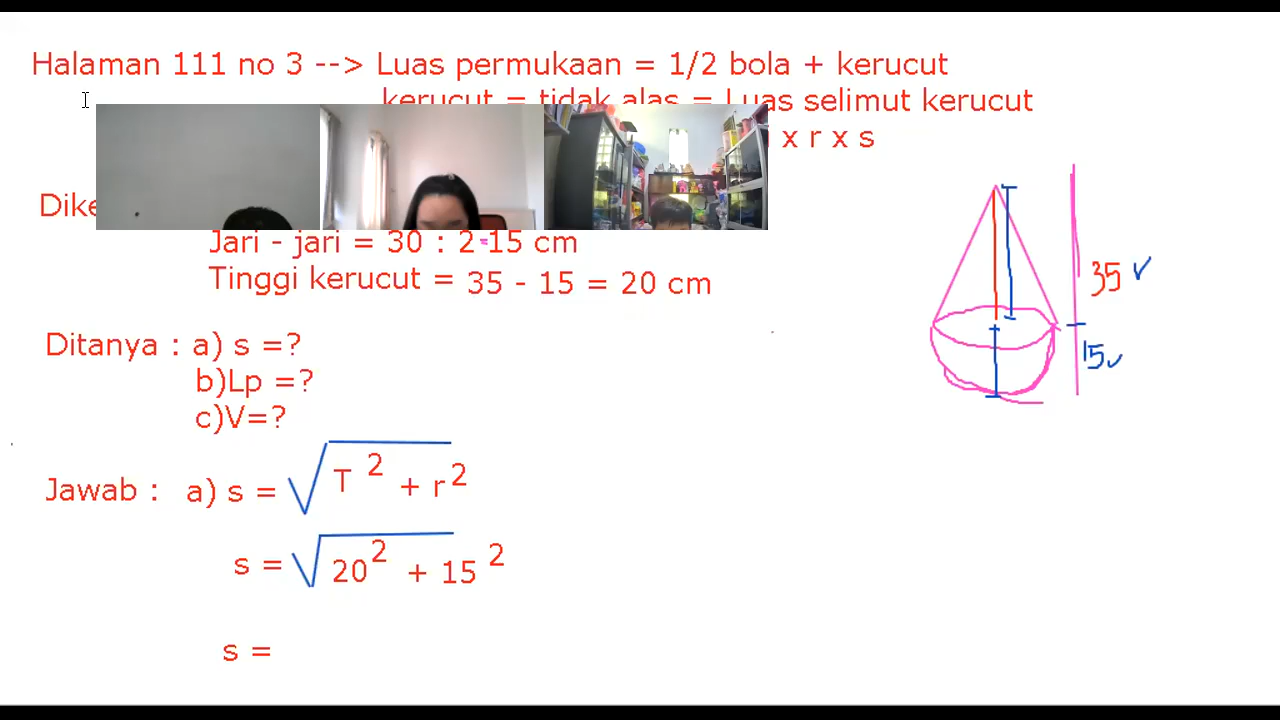 Halaman 111 no 3 --> Luas permukaan = 1/2 bola + kerucut
kerucut = tidak alas = Luas selimut kerucut
x r x s
Dike
Jari - jari = 30 : 2=15 cm
Tinggi kerucut = 35 - 15 = 20 cm
35
15
Ditanya : a) s =?
b)Lp =?
c)V=?
Jawab : a) s = √T² + r²
s = √20² + 15²
s =